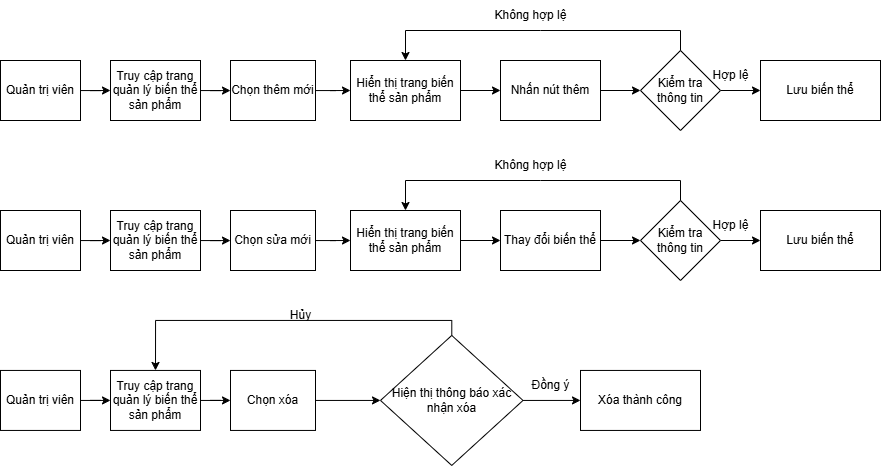 Không hợp lệ
Quản trị viên
Truy cập trang
quản lý biến thể
sản phẩm
Chọn thêm mới
Hiển thị trang biến
thể sản phẩm
Nhấn nút thêm
Kiểm tra
thông tin
Hợp lệ
Lưu biến thể
Không hợp lệ
Quản trị viên
Truy cập trang
quản lý biến thể
sản phẩm
Chọn sửa mới
Hiển thị trang biến
thể sản phẩm
Thay đổi biến thể
Kiểm tra
thông tin
Hợp lệ
Lưu biến thể
Hủy
Quản trị viên
Truy cập trang
quản lý biến thể
sản phẩm
Chọn xóa
Hiện thị thông báo xác
nhận xóa
Đồng ý
Xóa thành công